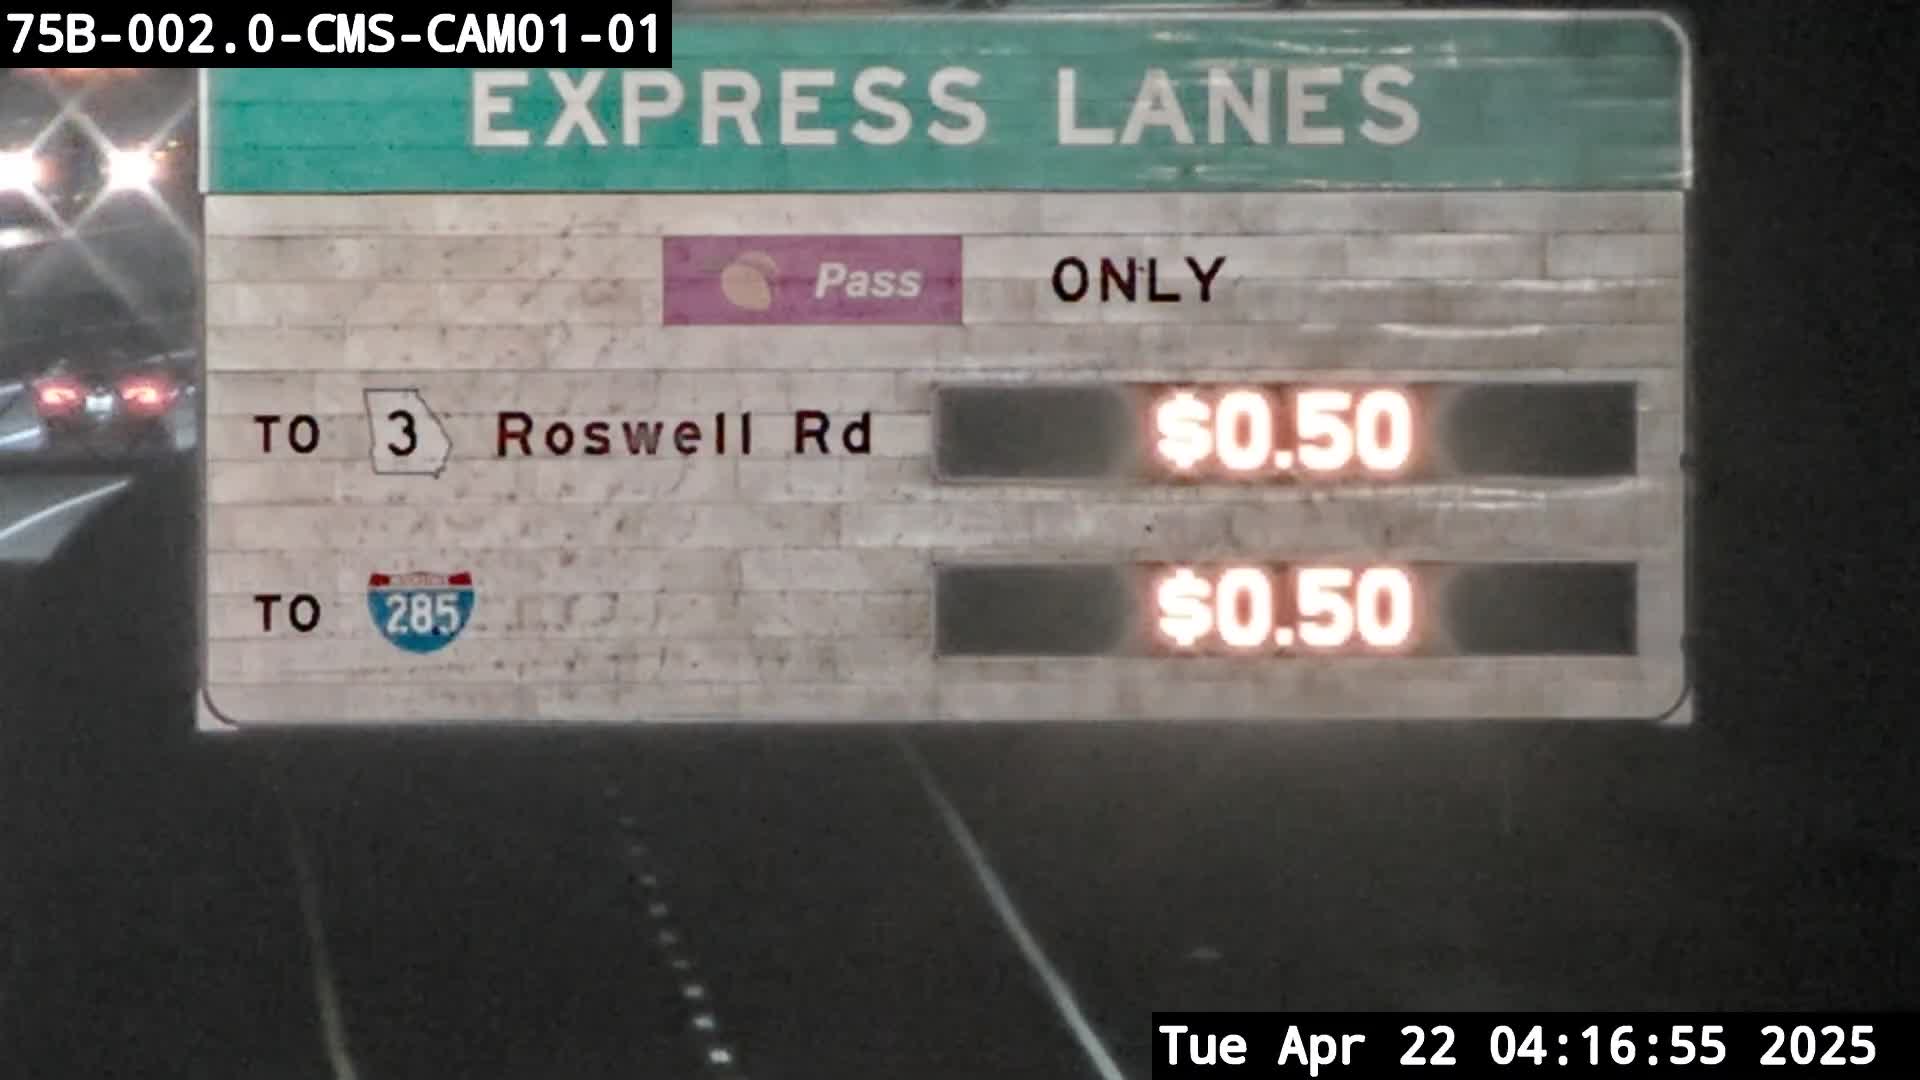 75B-002.0-CMS-CAM01-01
EXPRESS LANES
Pass ONLY
TO 3 Roswell Rd $0.50
TO 285 $0.50
Tue Apr 22 04:16:55 2025